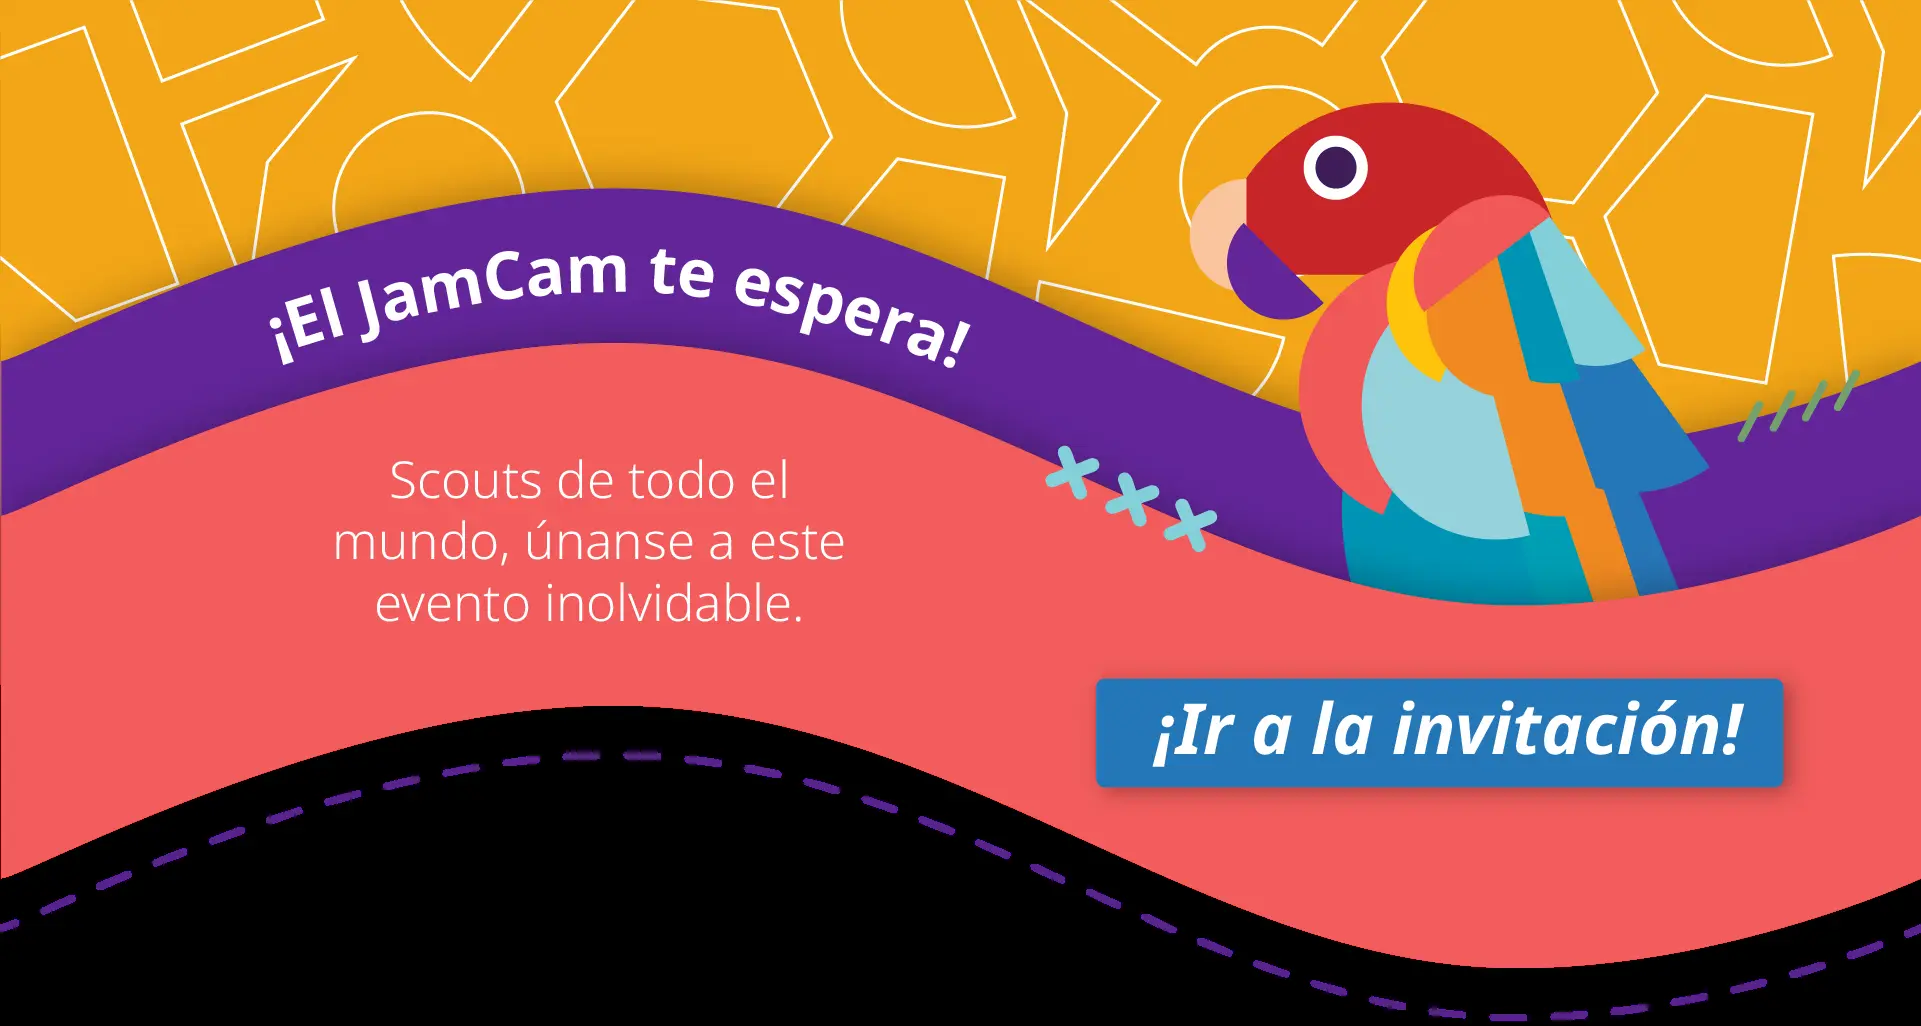 ¡El JamCam te espera!
Scouts de todo el
mundo, únanse a este
evento inolvidable.
¡Ir a la invitación!